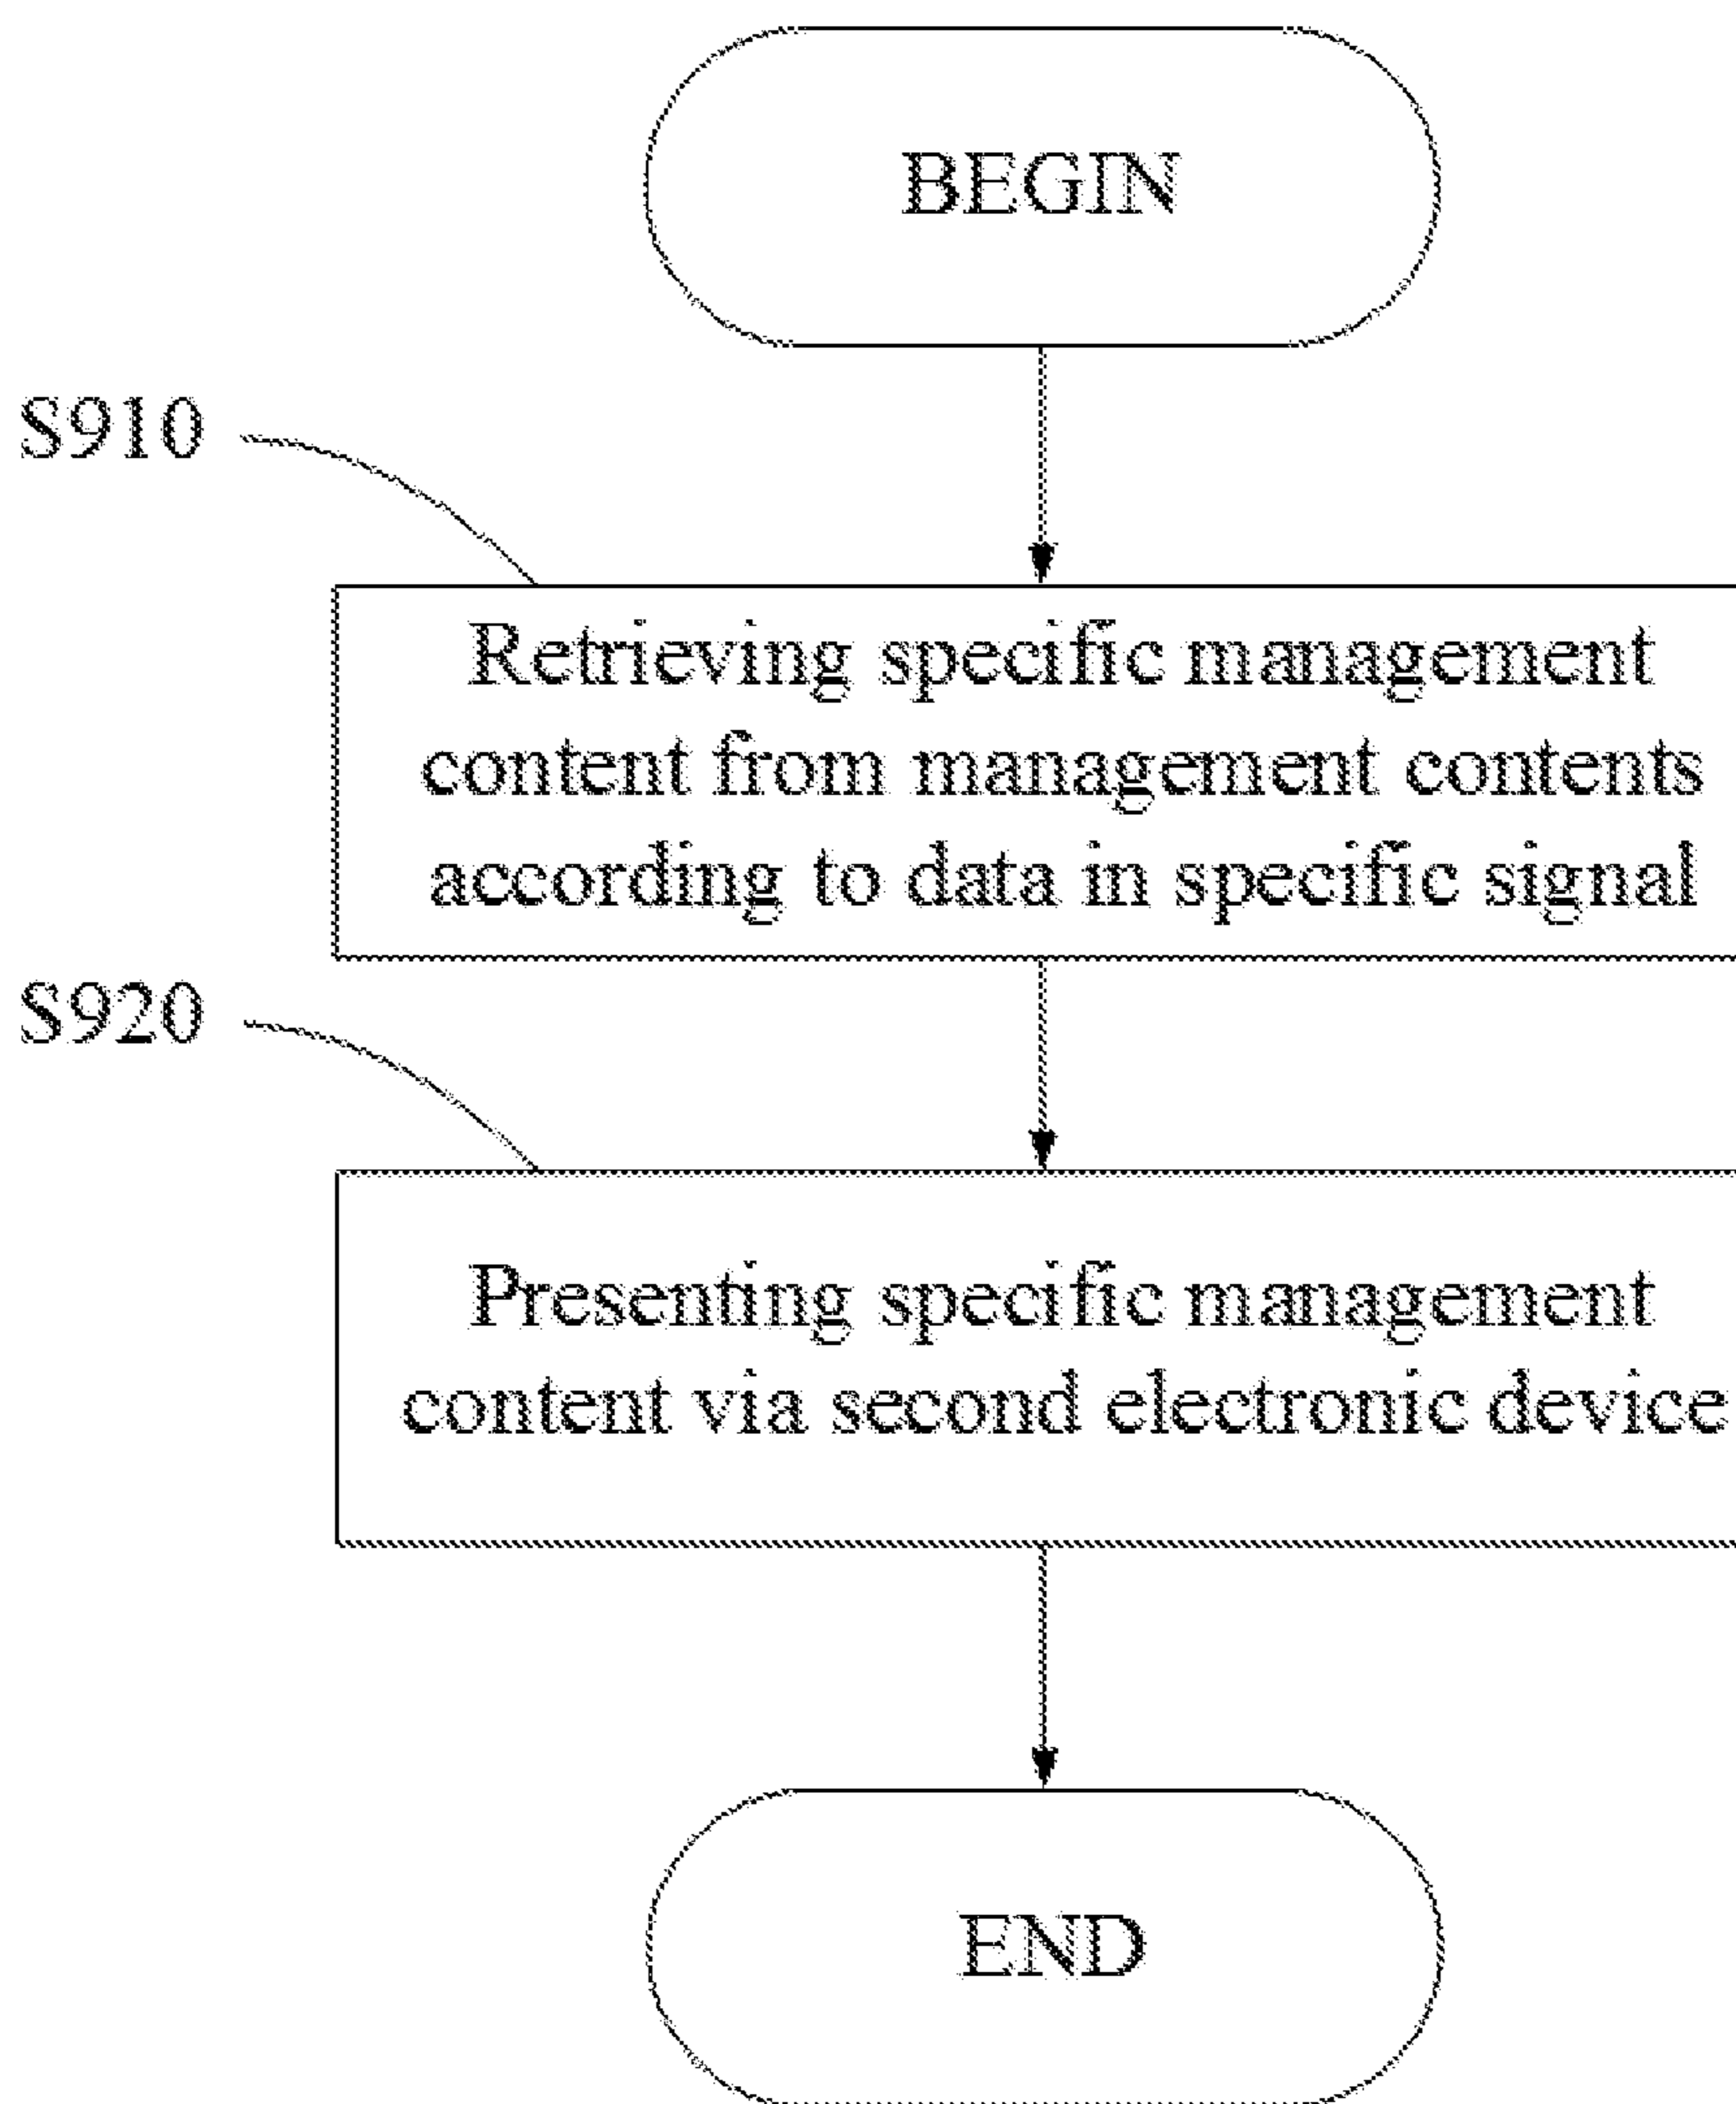 BEGIN
S910
Retrieving specific management
content from management contents
according to data in specific signal
S920
Presenting specific management
content via second electronic device
END